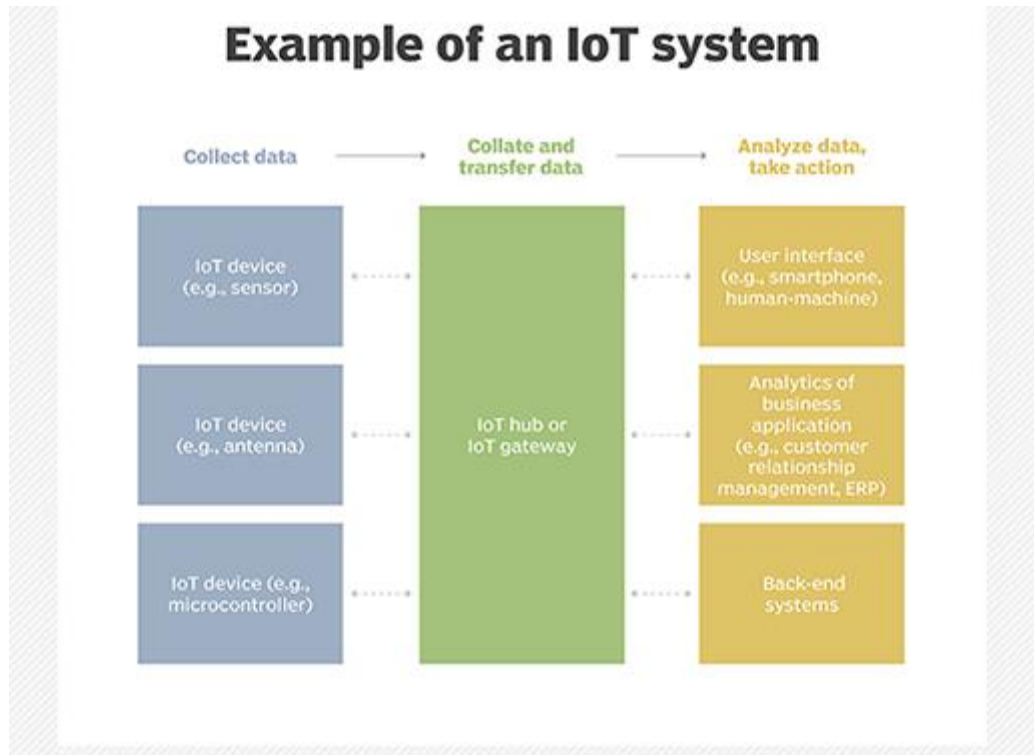 Example of an IoT system
Collect data
Collate and
transfer data
Analyze data,
take action
IoT device
(e.g., sensor)
IoT device
(e.g., antenna)
IoT device (e.g.,
microcontroller)
IoT hub or
IoT gateway
User interface
(e.g., smartphone,
human-machine)
Analytics of
business
application
(e.g., customer
relationship
management, ERP)
Back-end
systems